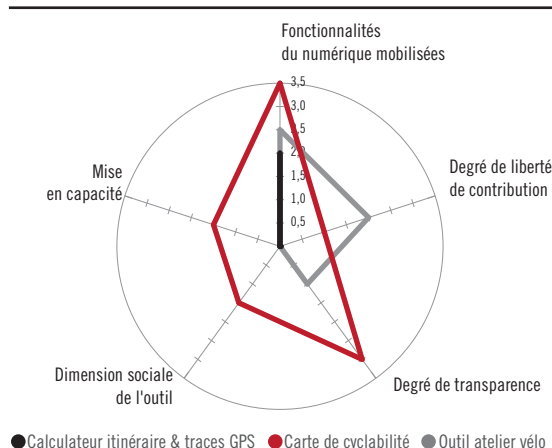 Fonctionnalités
du numérique mobilisées
3,5
3,0
2,5
2,0
1,5
1,0
0,5
Mise
en capacité
Degré de liberté
de contribution
Dimension sociale
de l'outil
Degré de transparence
Calculateur itinéraire & traces GPS Carte de cyclabilité Outil atelier vélo